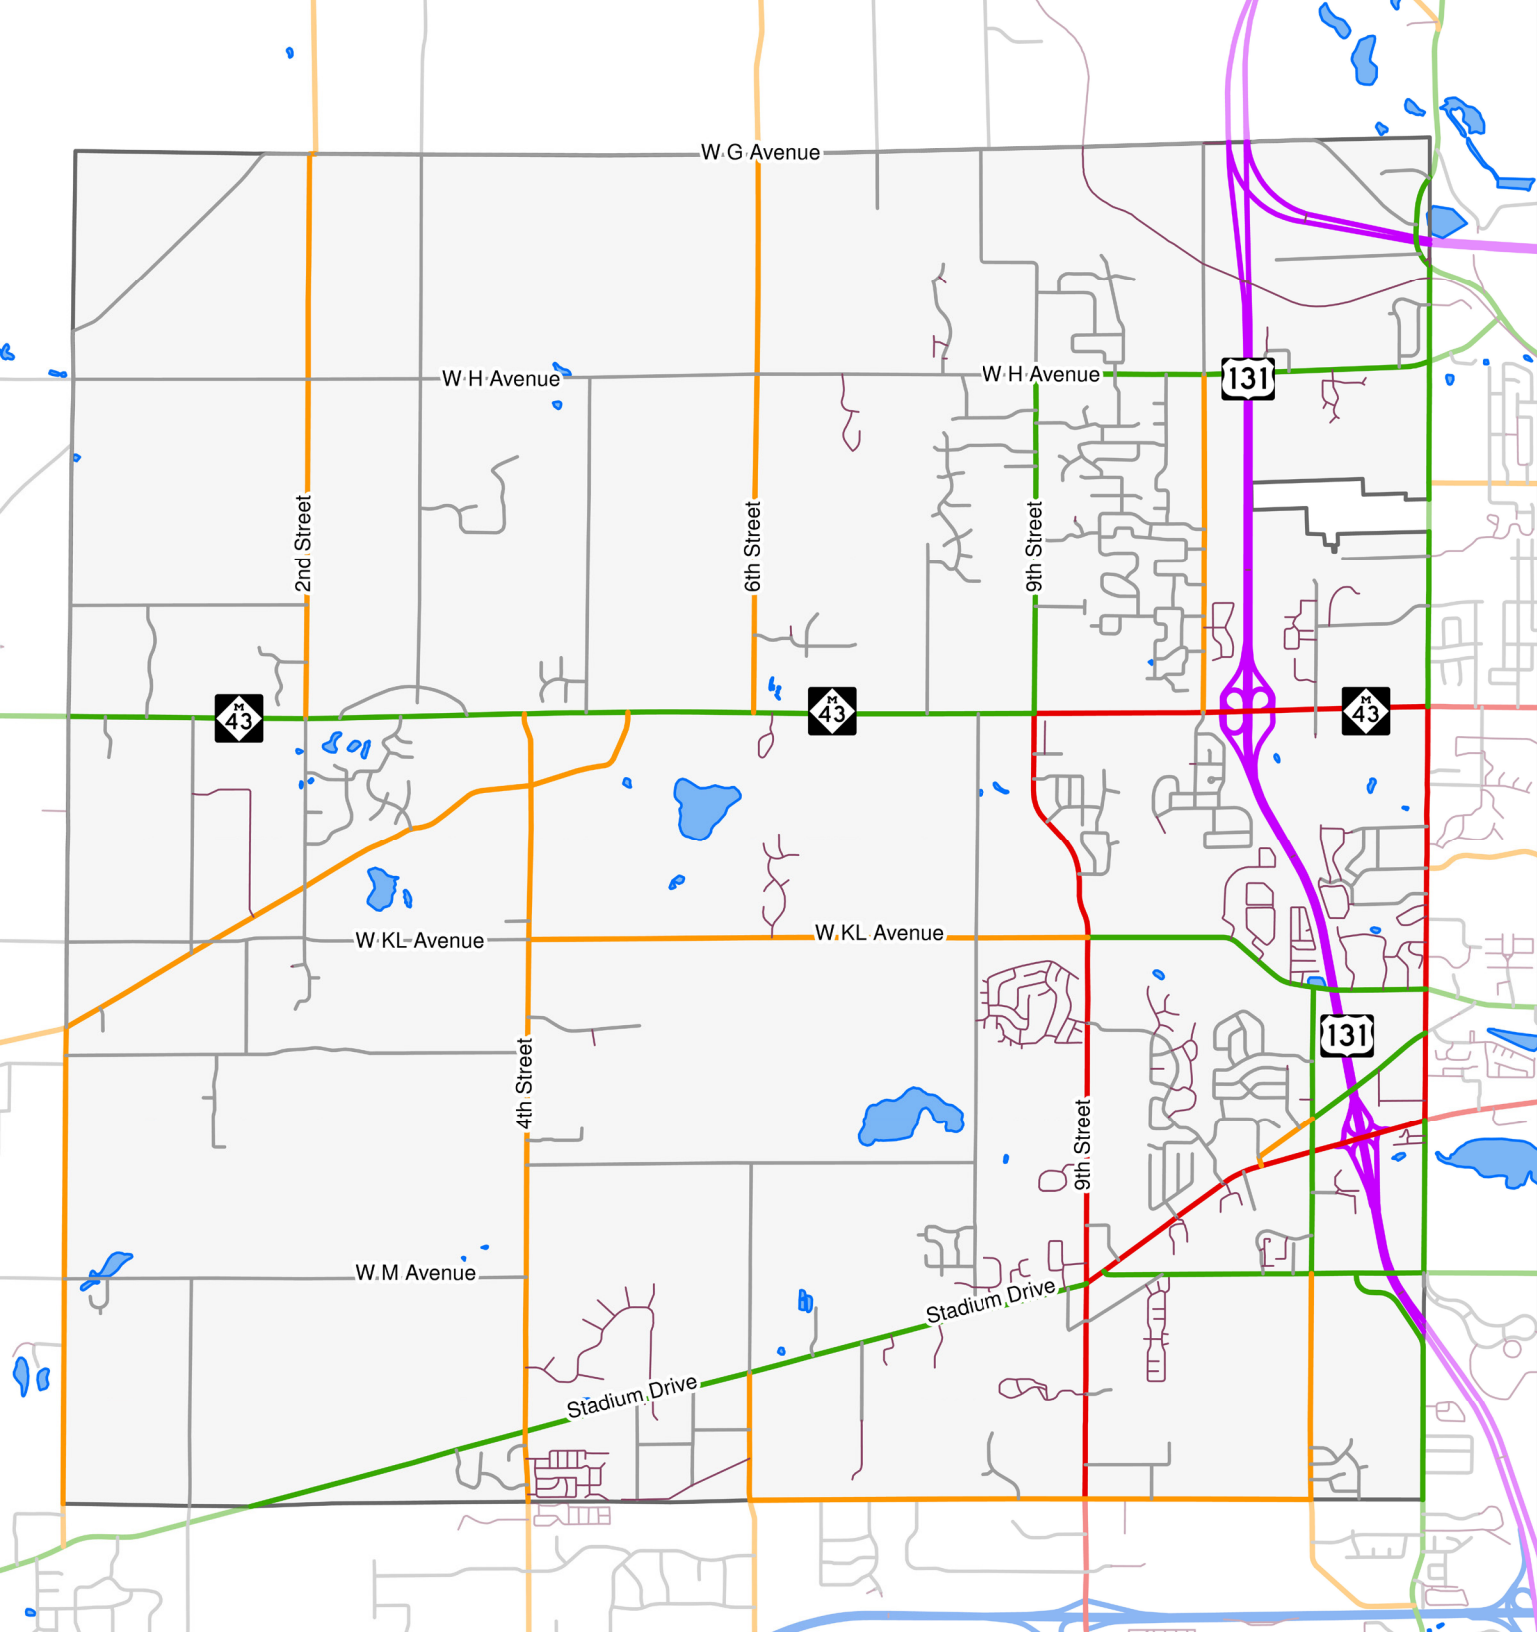 W G Avenue
W H Avenue
W H Avenue
131
2nd Street
6th Street
9th Street
M
43
M
43
M
43
W KL Avenue
W KL Avenue
131
4th Street
9th Street
W M Avenue
Stadium Drive
Stadium Drive